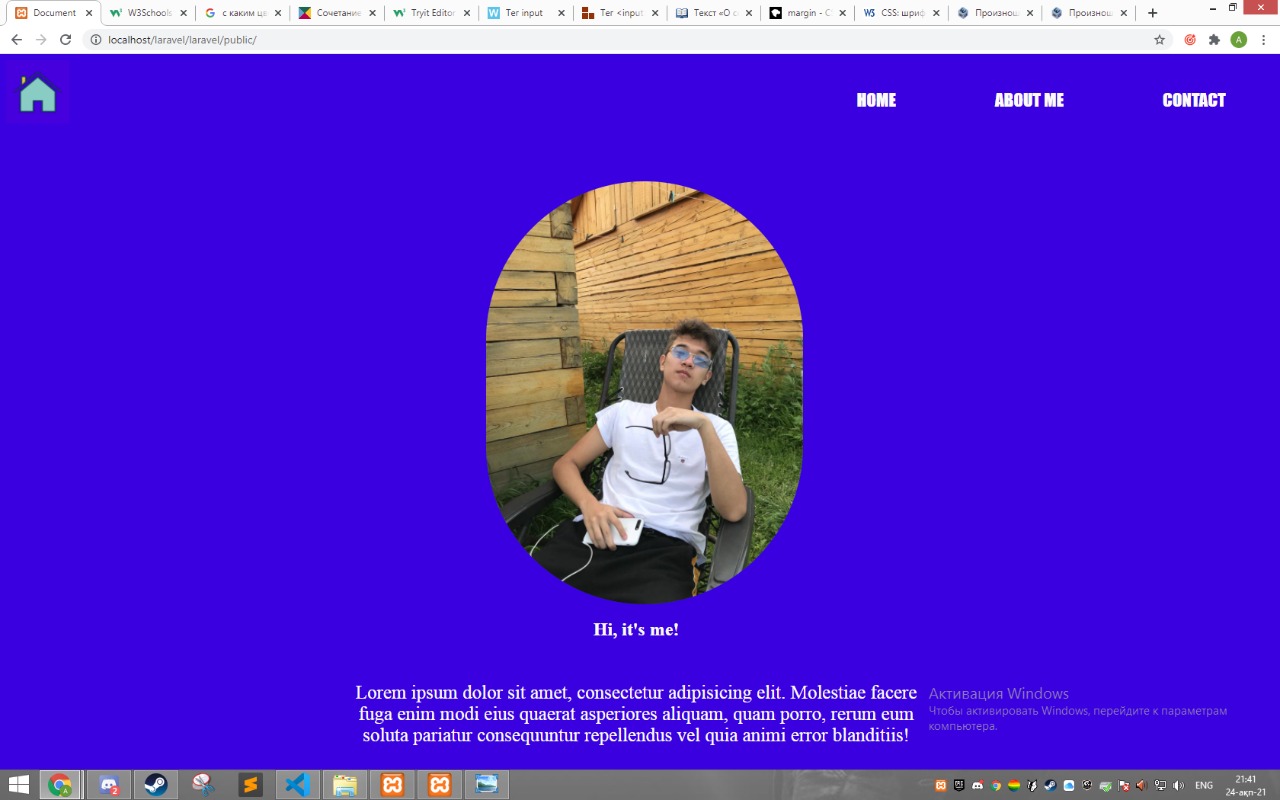 Document
W3Schools
с каким цв
Сочетание
Tryit Editor
Тег input
Тег <input
Текст «О с
margin - C
CSS: шриф
Произнош
Произнош
localhost/laravel/laravel/public/
A
HOME
ABOUT ME
CONTACT
Hi, it's me!
Lorem ipsum dolor sit amet, consectetur adipisicing elit. Molestiae facere
fuga enim modi eius quaerat asperiores aliquam, quam porro, rerum eum
soluta pariatur consequuntur repellendus vel quia animi error blanditiis!
Активация Windows
Чтобы активировать Windows, перейдите к параметрам
компьютера.
ENG
21:41
24-ақп-21